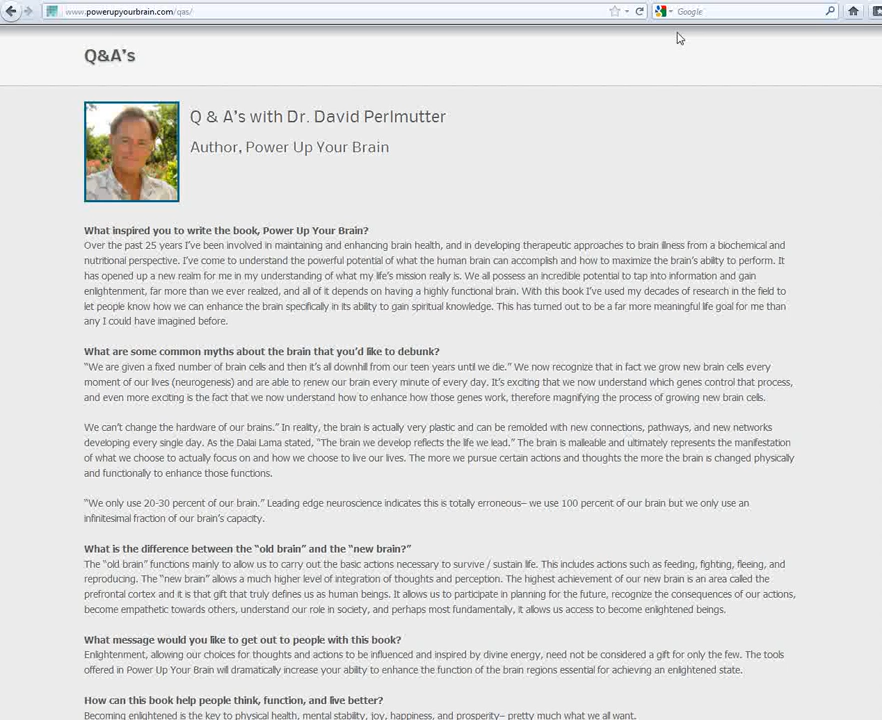 www.powerupyourbrain.com/qas/
Google
Q&A's
Q & A's with Dr. David Perlmutter
Author, Power Up Your Brain
What inspired you to write the book, Power Up Your Brain?
Over the past 25 years I've been involved in maintaining and enhancing brain health, and in developing therapeutic approaches to brain illness from a biochemical and
nutritional perspective. I've come to understand the powerful potential of what the human brain can accomplish and how to maximize the brain's ability to perform. It
has opened up a new realm for me in my understanding of what my life's mission really is. We all possess an incredible potential to tap into information and gain
enlightenment, far more than we ever realized, and all of it depends on having a highly functional brain. With this book I've used my decades of research in the field to
let people know how we can enhance the brain specifically in its ability to gain spiritual knowledge. This has turned out to be a far more meaningful life goal for me than
any I could have imagined before.
What are some common myths about the brain that you'd like to debunk?
“We are given a fixed number of brain cells and then it's all downhill from our teen years until we die.” We now recognize that in fact we grow new brain cells every
moment of our lives (neurogenesis) and are able to renew our brain every minute of every day. It's exciting that we now understand which genes control that process,
and even more exciting is the fact that we now understand how to enhance how those genes work, therefore magnifying the process of growing new brain cells.
We can't change the hardware of our brains.” In reality, the brain is actually very plastic and can be remolded with new connections, pathways, and new networks
developing every single day. As the Dalai Lama stated, “The brain we develop reflects the life we lead.” The brain is malleable and ultimately represents the manifestation
of what we choose to actually focus on and how we choose to live our lives. The more we pursue certain actions and thoughts the more the brain is changed physically
and functionally to enhance those functions.
“We only use 20-30 percent of our brain.” Leading edge neuroscience indicates this is totally erroneous– we use 100 percent of our brain but we only use an
infinitesimal fraction of our brain's capacity.
What is the difference between the “old brain” and the “new brain?”
The “old brain” functions mainly to allow us to carry out the basic actions necessary to survive / sustain life. This includes actions such as feeding, fighting, fleeing, and
reproducing. The “new brain” allows a much higher level of integration of thoughts and perception. The highest achievement of our new brain is an area called the
prefrontal cortex and it is that gift that truly defines us as human beings. It allows us to participate in planning for the future, recognize the consequences of our actions,
become empathetic towards others, understand our role in society, and perhaps most fundamentally, it allows us access to become enlightened beings.
What message would you like to get out to people with this book?
Enlightenment, allowing our choices for thoughts and actions to be influenced and inspired by divine energy, need not be considered a gift for only the few. The tools
offered in Power Up Your Brain will dramatically increase your ability to enhance the function of the brain regions essential for achieving an enlightened state.
How can this book help people think, function, and live better?
Becoming enlightened is the key to physical health, mental stability, joy, happiness, and prosperity– pretty much what we all want.